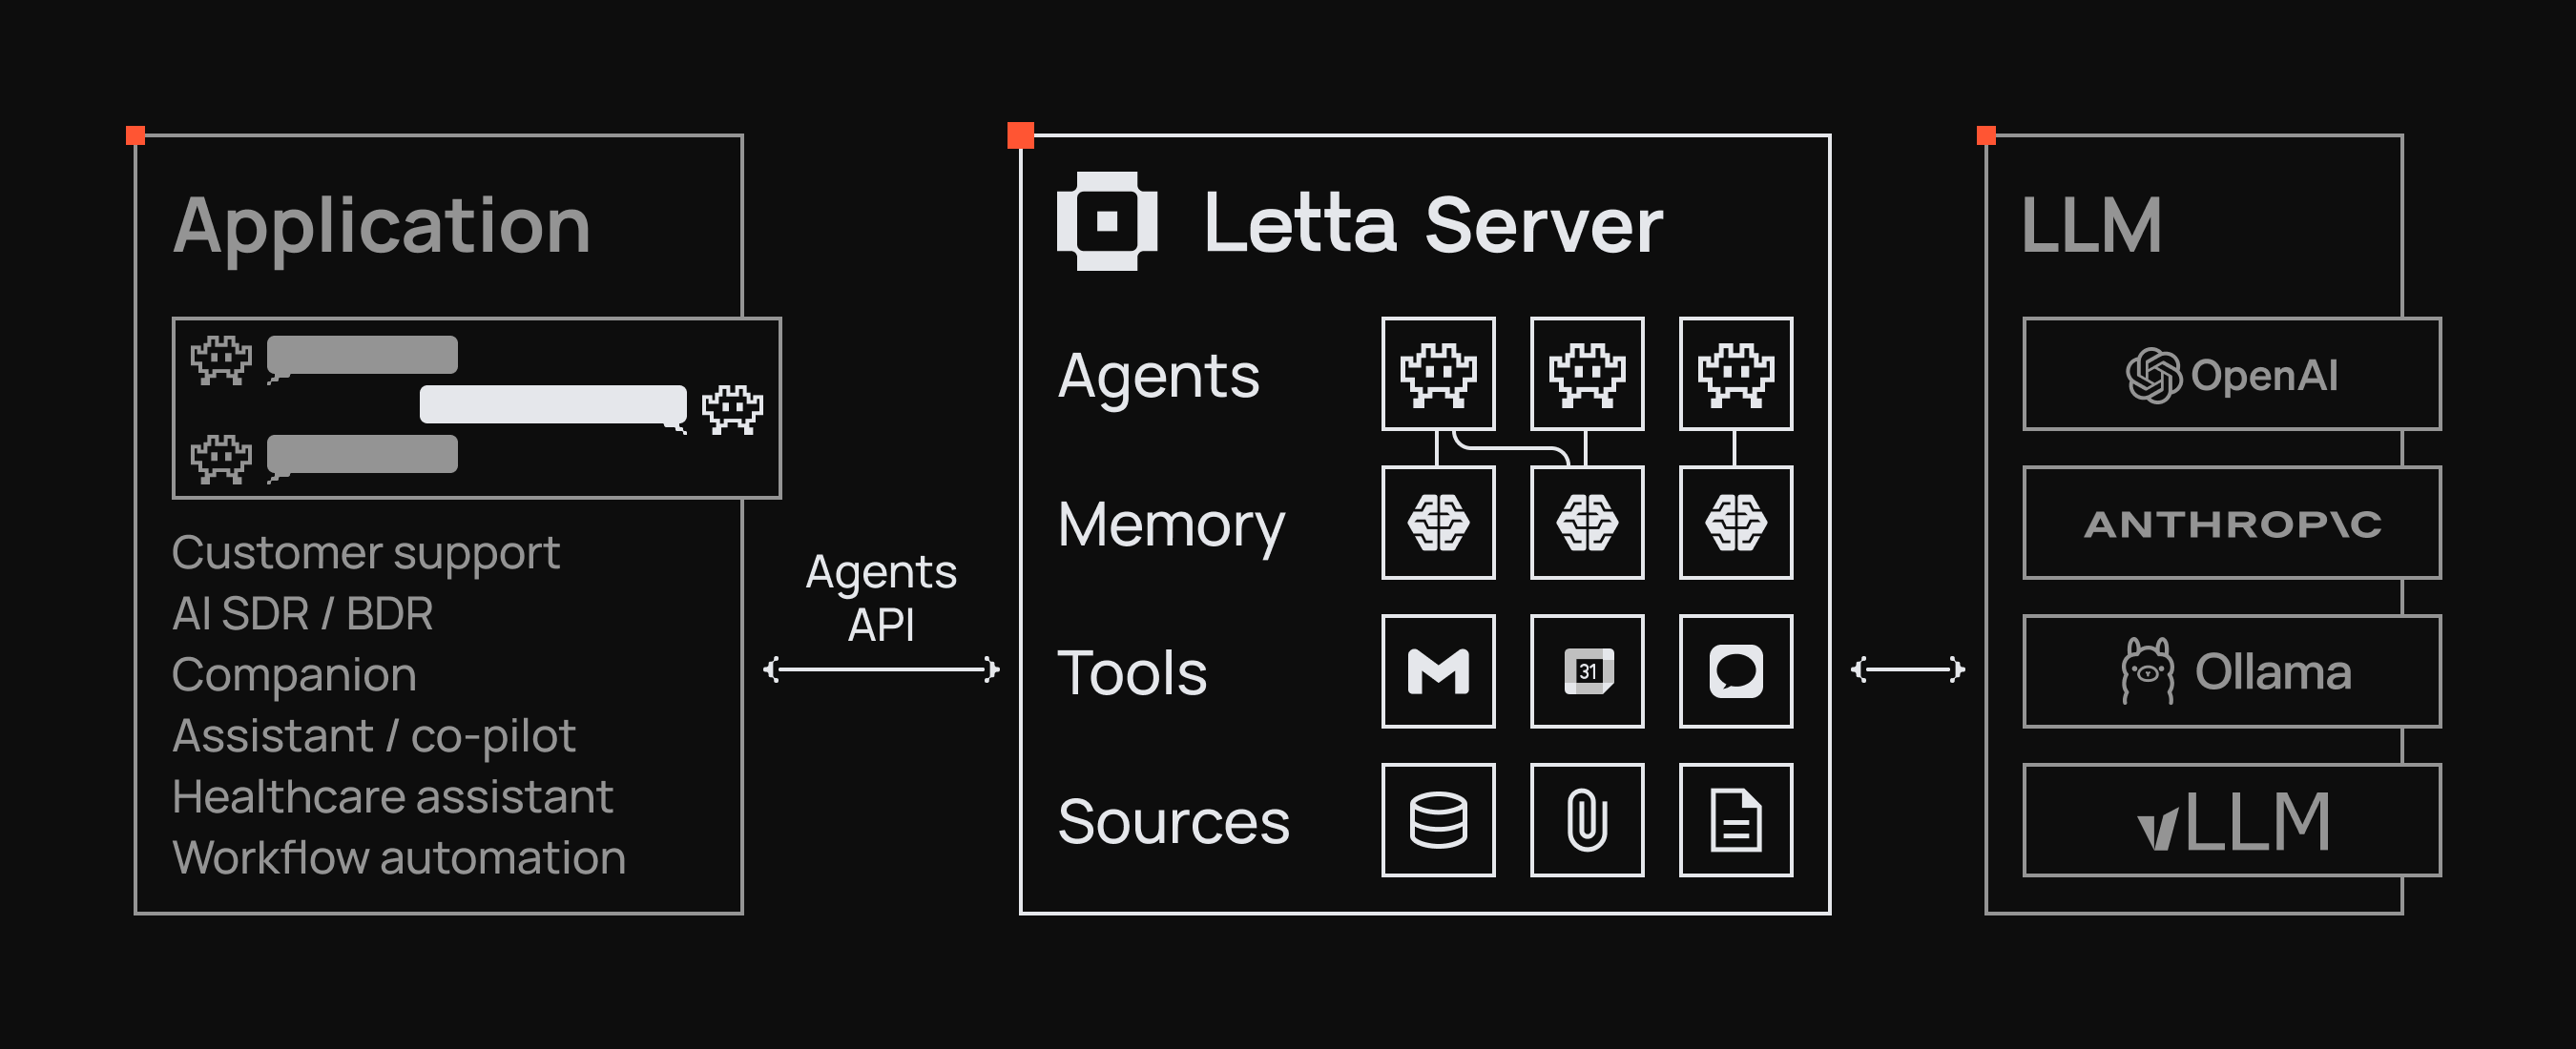 Application
Customer support
AI SDR / BDR
Companion
Assistant / co-pilot
Healthcare assistant
Workflow automation
Agents
API
Letta Server
Agents
Memory
Tools
31
Sources
LLM
OpenAI
ANTHROP\C
Ollama
vLLM